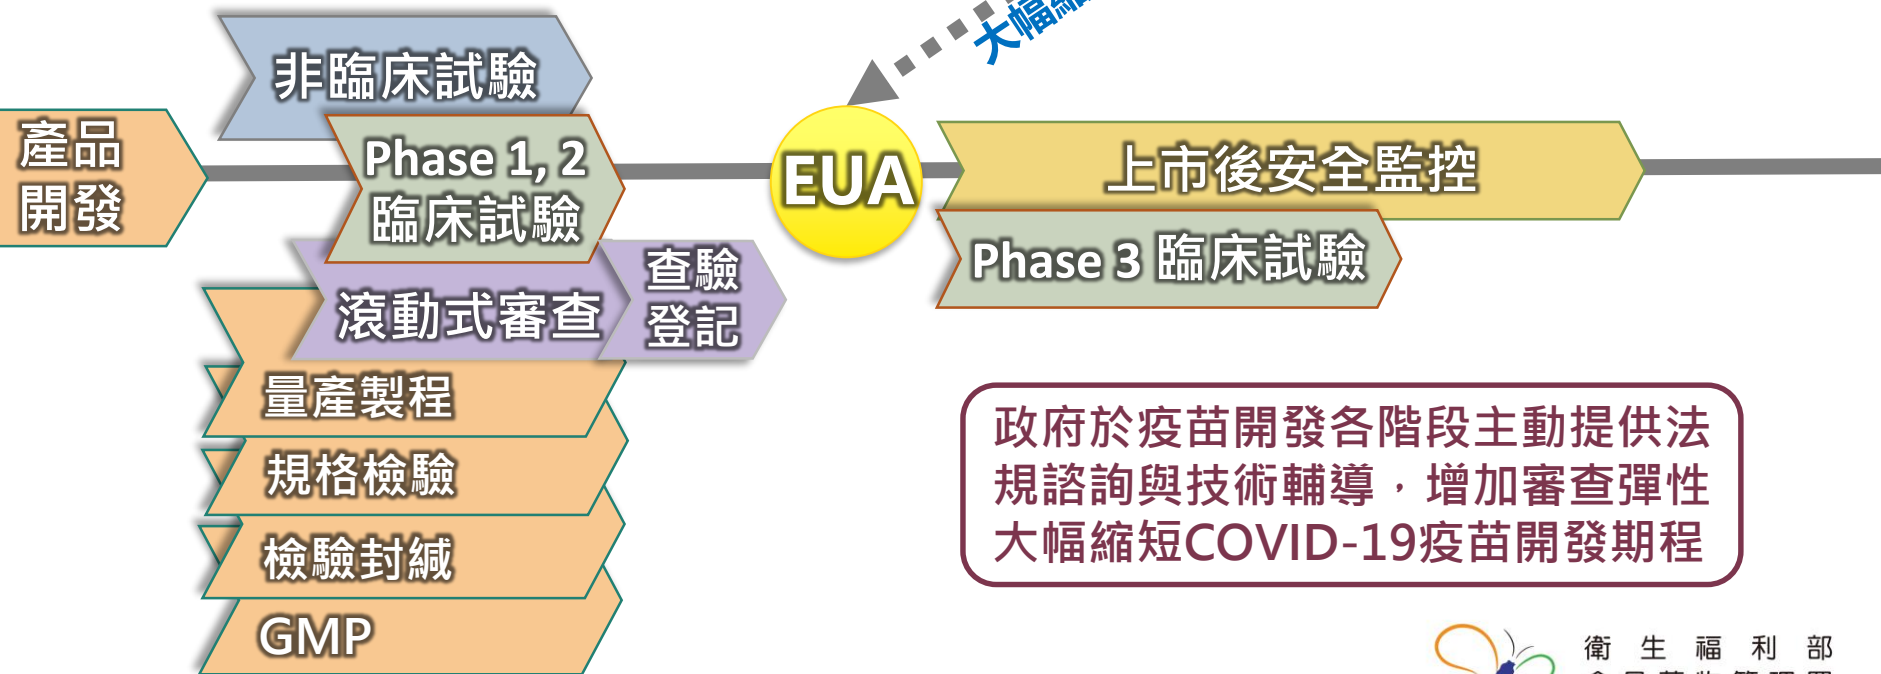 大幅縮
非臨床試驗
產品
開發
Phase 1, 2
臨床試驗
EUA
上市後安全監控
Phase 3 臨床試驗
滾動式審查
查驗
登記
量產製程
規格檢驗
檢驗封緘
GMP
政府於疫苗開發各階段主動提供法
規諮詢與技術輔導，增加審查彈性
大幅縮短COVID-19疫苗開發期程
衛生福利部